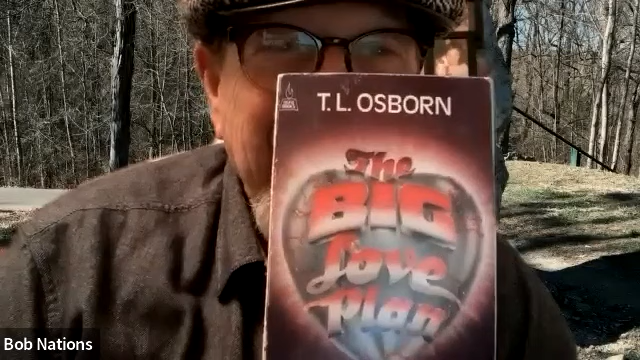 T.L. OSBORN
The
BIG
Love
Plan
Bob Nations